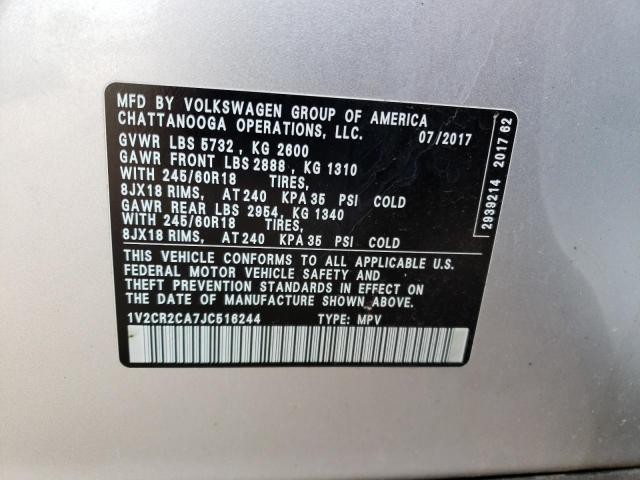 MFD BY VOLKSWAGEN GROUP OF AMERICA
CHATTANOOGA OPERATIONS, LLC. 07/2017
GVWR LBS 5732 , KG 2600
GAWR FRONT LBS 2888 , KG 1310
WITH 245/60R18 TIRES,
8JX18 RIMS, AT 240 KPA 35 PSI COLD
GAWR REAR LBS 2954, KG 1340
WITH 245/60R18 TIRES,
8JX18 RIMS, AT 240 KPA 35 PSI COLD
THIS VEHICLE CONFORMS TO ALL APPLICABLE U.S.
FEDERAL MOTOR VEHICLE SAFETY AND
THEFT PREVENTION STANDARDS IN EFFECT ON
THE DATE OF MANUFACTURE SHOWN ABOVE.
1V2CR2CA7JC516244 TYPE: MPV
2939214 2017 62